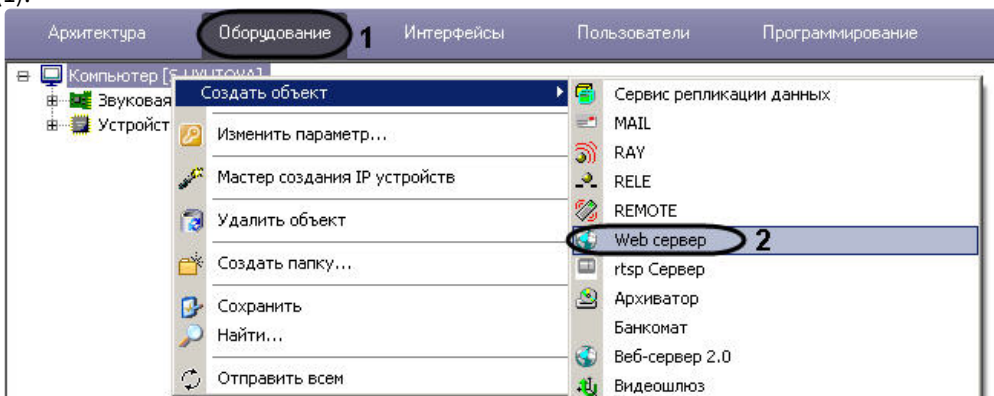 Архитектура Оборудование 1 Интерфейсы Пользователи Программирование
Компьютер
Звуковая
Устройст
Создать объект
Изменить параметр...
Мастер создания IP устройств
Удалить объект
Создать папку...
Сохранить
Найти...
Отправить всем
Сервис репликации данных
MAIL
RAY
RELE
REMOTE
Web сервер 2
rtsp Сервер
Архиватор
Банкомат
Веб-сервер 2.0
Видеошлюз